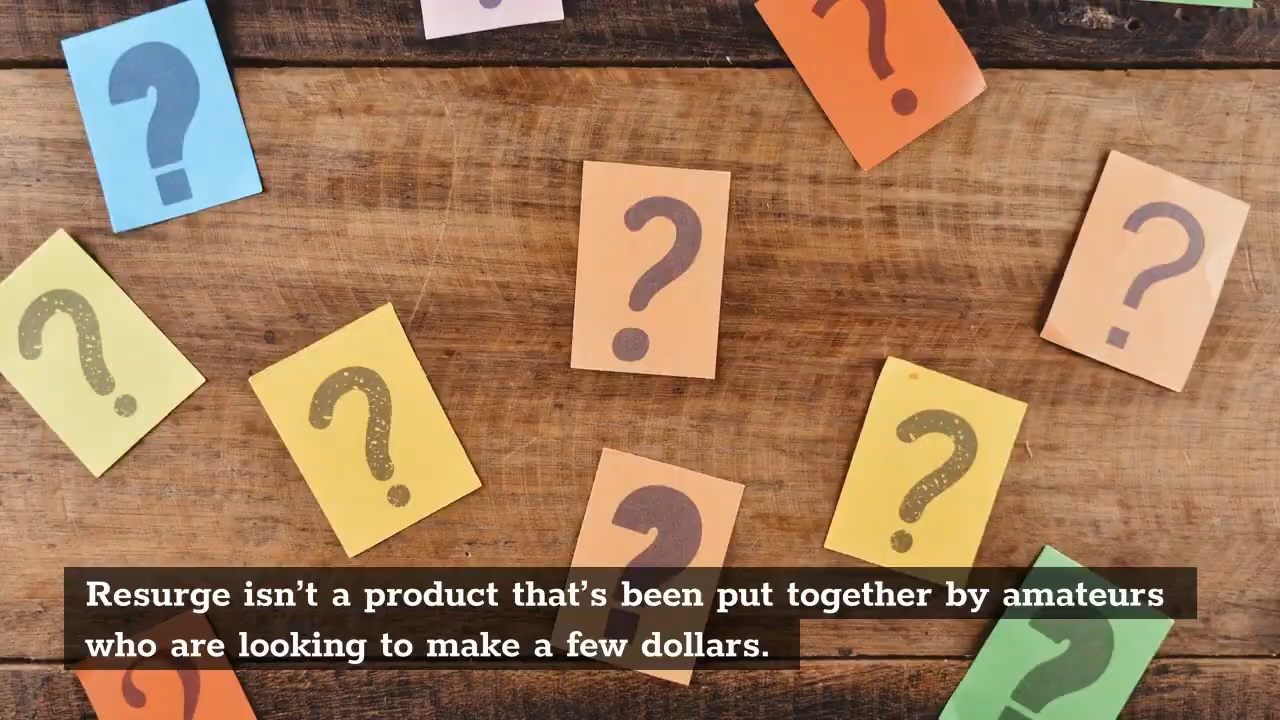 Resurge isn’t a product that’s been put together by amateurs
who are looking to make a few dollars.